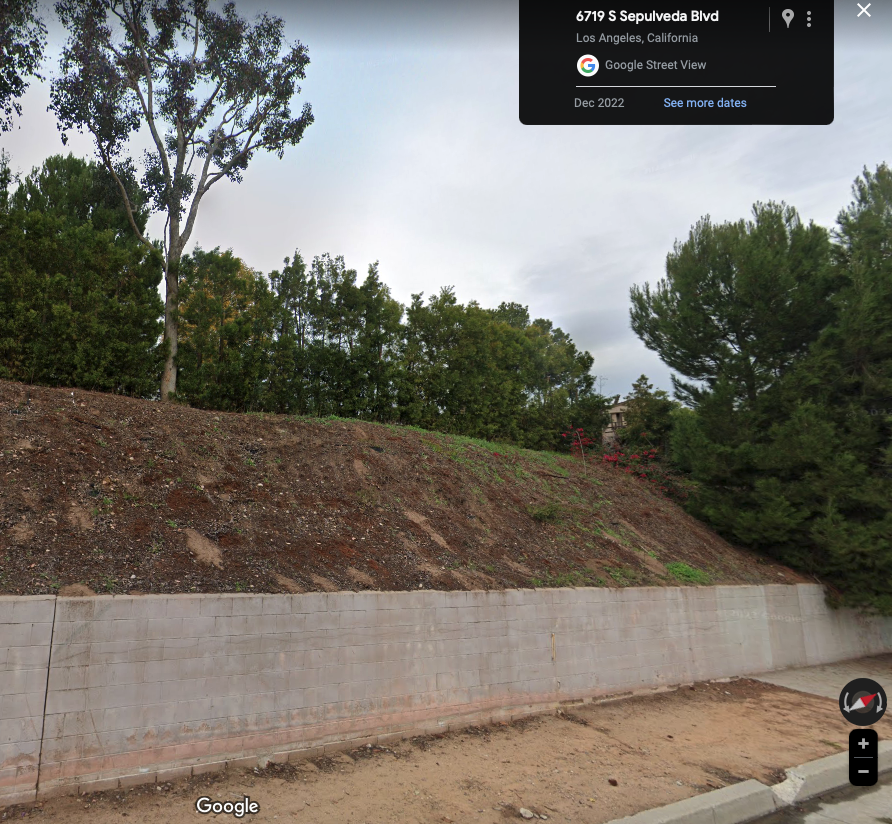 6719 S Sepulveda Blvd
Los Angeles, California
Google Street View
Dec 2022 See more dates
Google